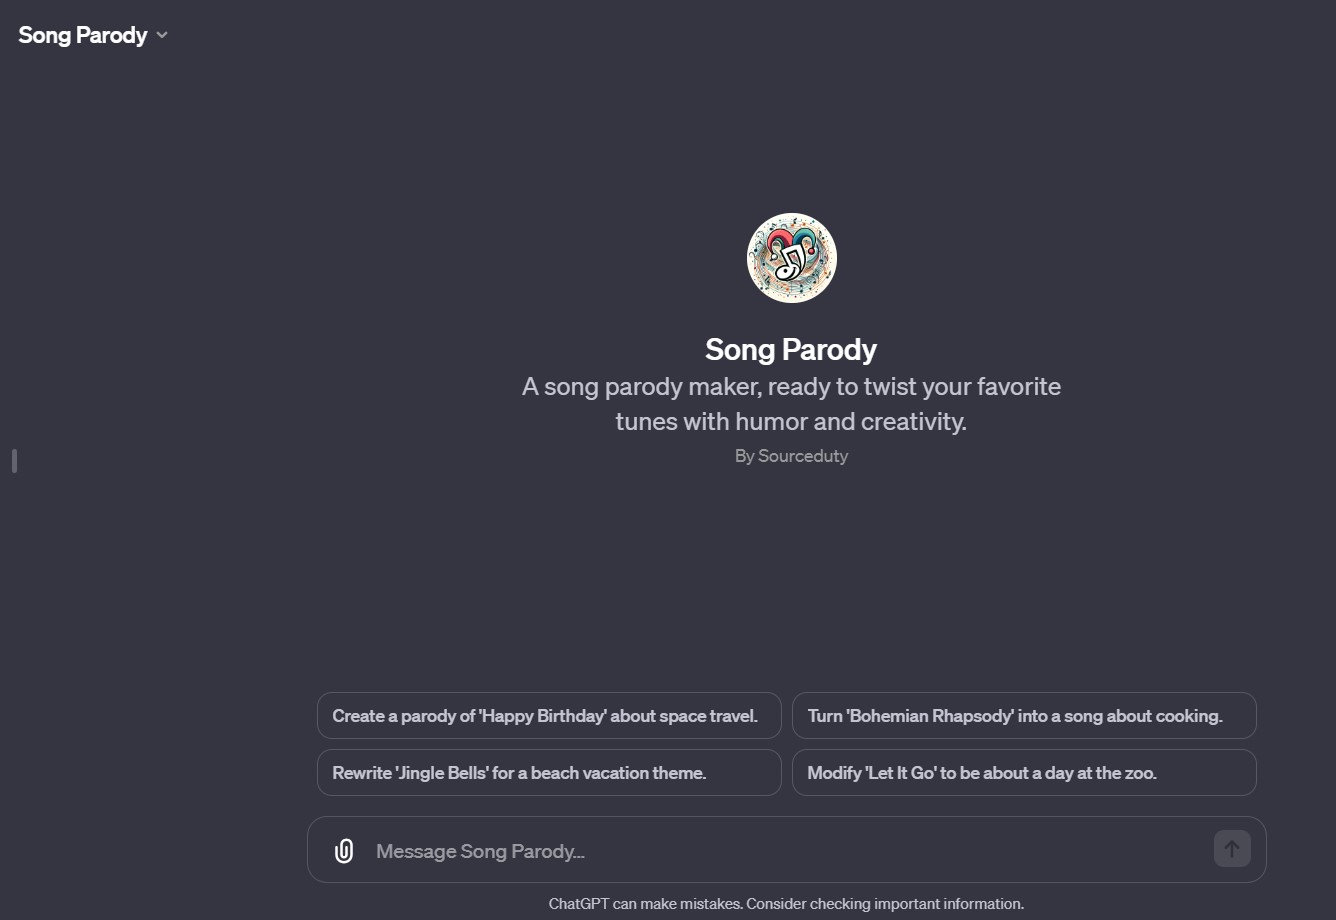 Song Parody
Song Parody
A song parody maker, ready to twist your favorite
tunes with humor and creativity.
By Sourceduty
Create a parody of 'Happy Birthday' about space travel.
Turn 'Bohemian Rhapsody' into a song about cooking.
Rewrite 'Jingle Bells' for a beach vacation theme.
Modify 'Let It Go' to be about a day at the zoo.
Message Song Parody...
ChatGPT can make mistakes. Consider checking important information.